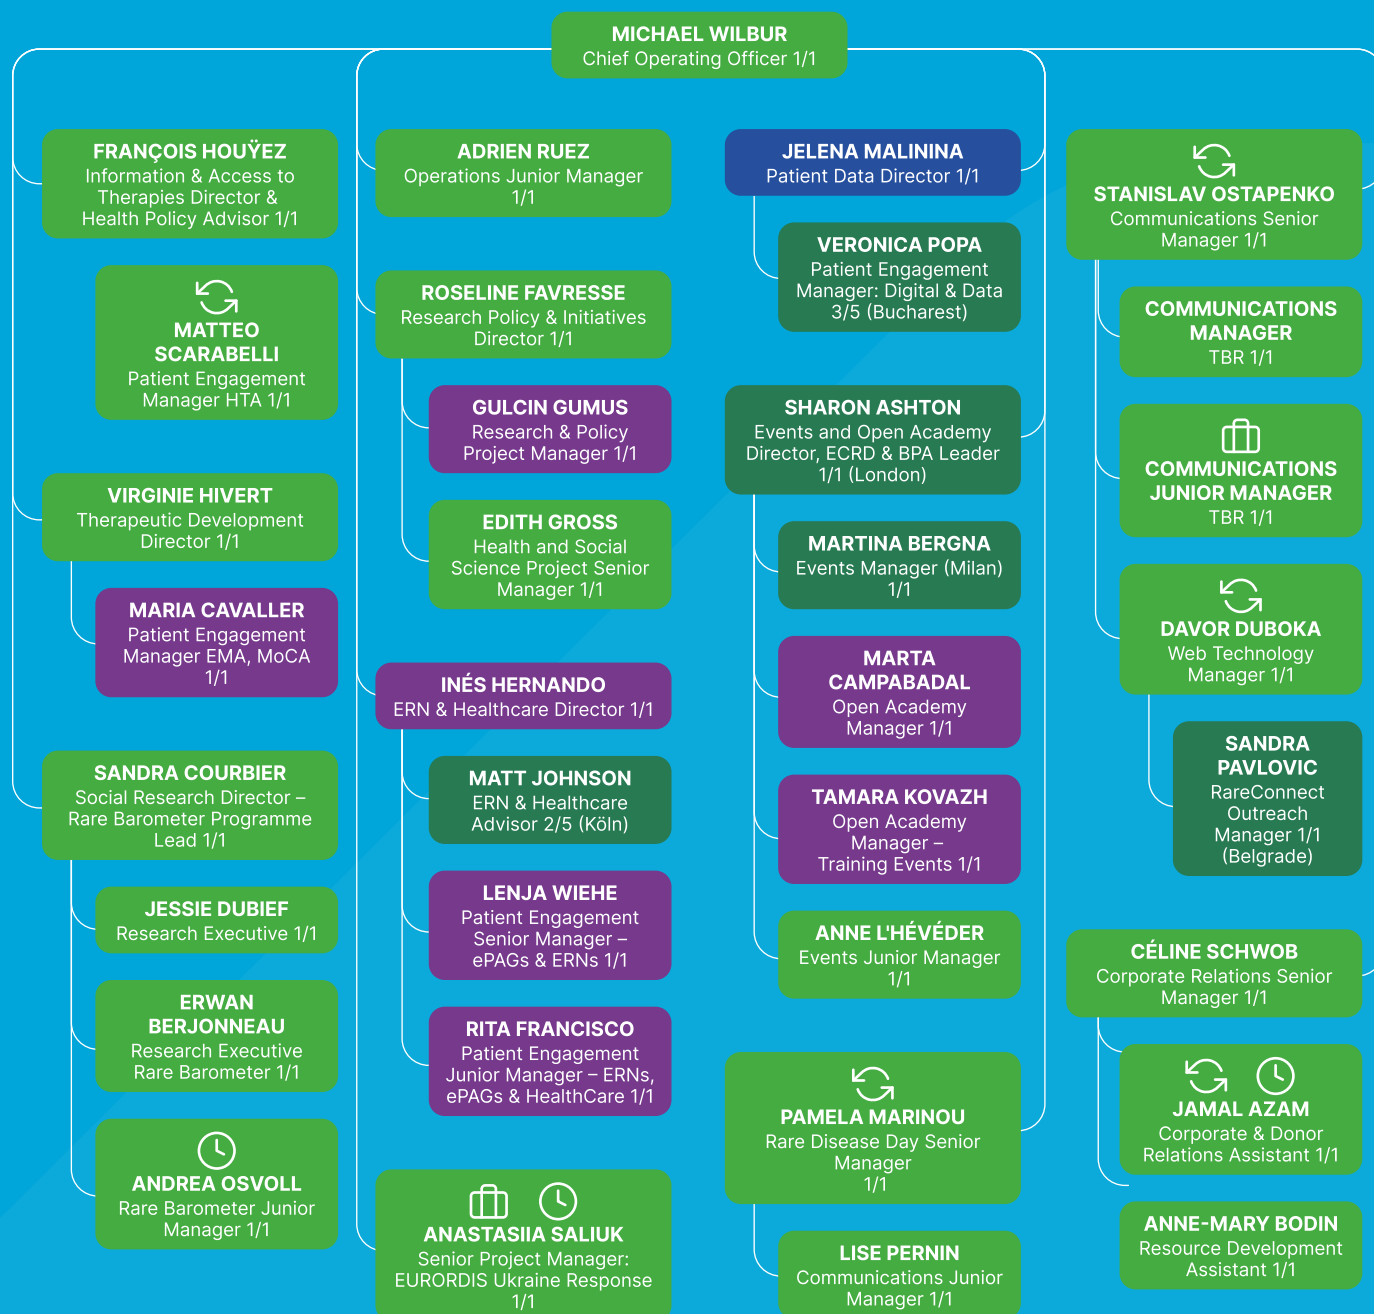 MICHAEL WILBUR
Chief Operating Officer 1/1
FRANÇOIS HOUŸEZ
Information & Access to
Therapies Director &
Health Policy Advisor 1/1
MATTEO
SCARABELLI
Patient Engagement
Manager HTA 1/1
VIRGINIE HIVERT
Therapeutic Development
Director 1/1
MARIA CAVALLER
Patient Engagement
Manager EMA, MoCA
1/1
SANDRA COURBIER
Social Research Director –
Rare Barometer Programme
Lead 1/1
JESSIE DUBIEF
Research Executive 1/1
ERWAN
BERJONNEAU
Research Executive
Rare Barometer 1/1
ANDREA OSVOLL
Rare Barometer Junior
Manager 1/1
ADRIEN RUEZ
Operations Junior Manager
1/1
ROSELINE FAVRESSE
Research Policy & Initiatives
Director 1/1
GULCIN GUMUS
Research & Policy
Project Manager 1/1
EDITH GROSS
Health and Social
Science Project Senior
Manager 1/1
INÉS HERNANDO
ERN & Healthcare Director 1/1
MATT JOHNSON
ERN & Healthcare
Advisor 2/5 (Köln)
LENJA WIEHE
Patient Engagement
Senior Manager –
ePAGs & ERNs 1/1
RITA FRANCISCO
Patient Engagement
Junior Manager – ERNs,
ePAGs & HealthCare 1/1
ANASTASIIA SALIUK
Senior Project Manager:
EURORDIS Ukraine Response
1/1
JELENA MALININA
Patient Data Director 1/1
VERONICA POPA
Patient Engagement
Manager: Digital & Data
3/5 (Bucharest)
SHARON ASHTON
Events and Open Academy
Director, ECRD & BPA Leader
1/1 (London)
MARTINA BERGNA
Events Manager (Milan)
1/1
MARTA
CAMPABADAL
Open Academy
Manager 1/1
TAMARA KOVAZH
Open Academy
Manager –
Training Events 1/1
ANNE L'HÉVÉDER
Events Junior Manager
1/1
PAMELA MARINOU
Rare Disease Day Senior
Manager
1/1
LISE PERNIN
Communications Junior
Manager 1/1
STANISLAV OSTAPENKO
Communications Senior
Manager 1/1
COMMUNICATIONS
MANAGER
TBR 1/1
COMMUNICATIONS
JUNIOR MANAGER
TBR 1/1
DAVOR DUBOKA
Web Technology
Manager 1/1
SANDRA
PAVLOVIC
RareConnect
Outreach
Manager 1/1
(Belgrade)
CÉLINE SCHWOB
Corporate Relations Senior
Manager 1/1
JAMAL AZAM
Corporate & Donor
Relations Assistant 1/1
ANNE-MARY BODIN
Resource Development
Assistant 1/1